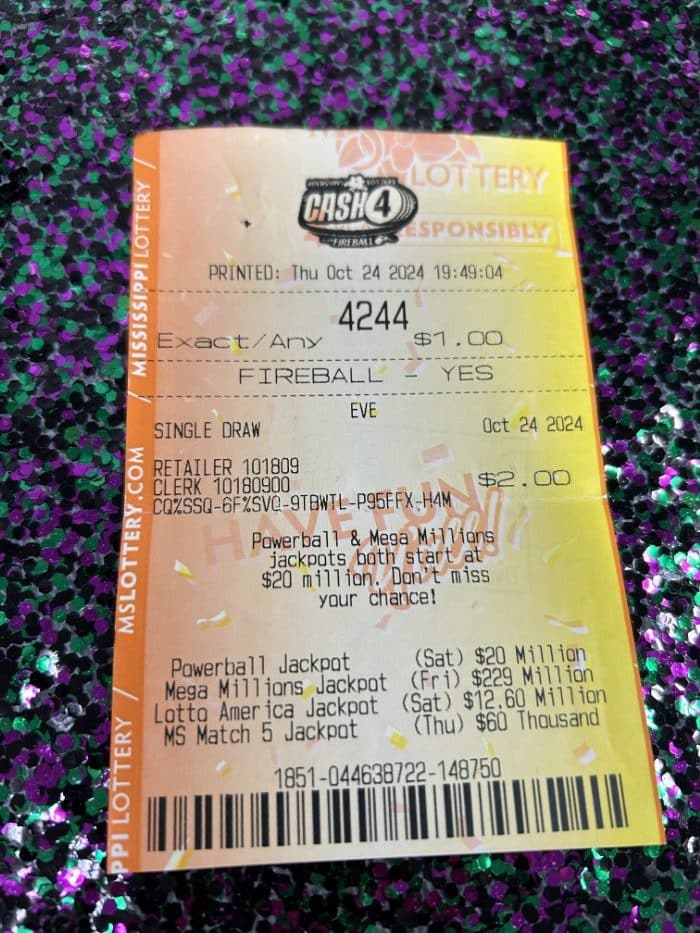 LOTTERY
MISSISSIPPI LOTTERY
CASH 4
FIREBALL
RESPONSIBLY
PRINTED: Thu Oct 24 2024 19:49:04
4244
Exact/Any $1.00
FIREBALL - YES
EVE
SINGLE DRAW Oct 24 2024
RETAILER 101809
CLERK 10180900 $2.00
CQ%SSQ-6F%SVQ-9TBWTL-P95FFX-H4M
HAVE FUN
Powerball & Mega Millions
jackpots both start at
$20 million. Don't miss
your chance!
Powerball Jackpot (Sat) $20 Million
Mega Millions Jackpot (Fri) $229 Million
Lotto America Jackpot (Sat) $12.60 Million
MS Match 5 Jackpot (Thu) $60 Thousand
1851-044638722-148750
PPI LOTTERY / MSLOTTERY.COM / MISSISSIPPI LOTTERY /